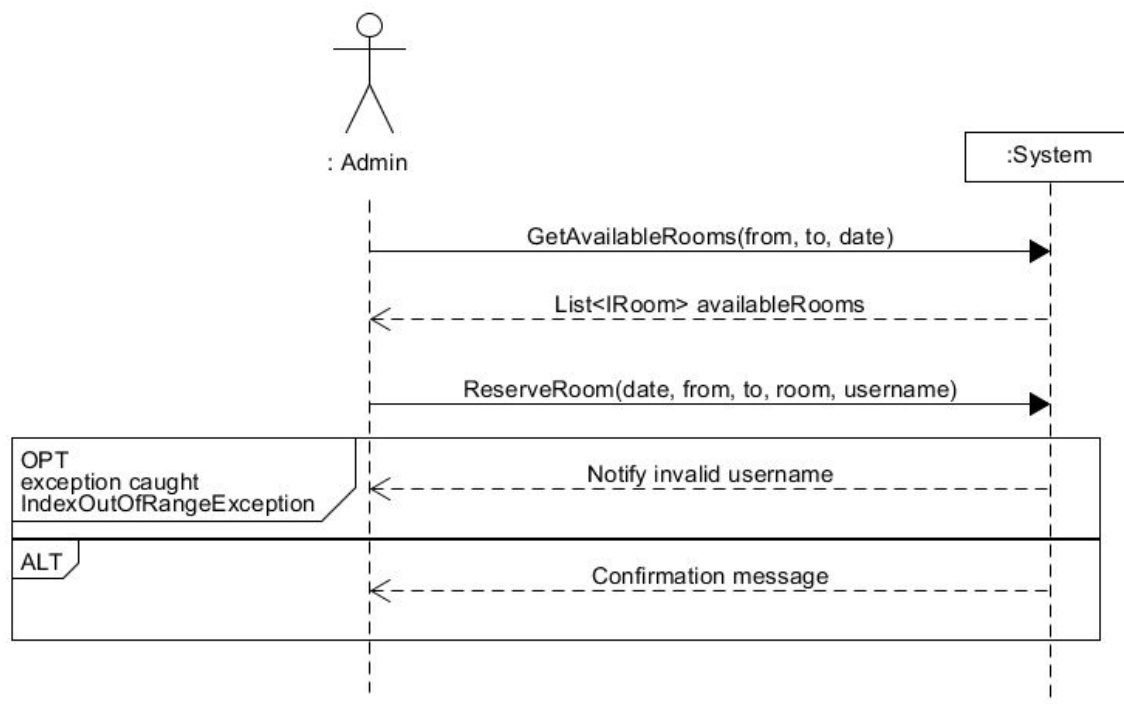 : Admin
:System
GetAvailableRooms(from, to, date)
List<IRoom> availableRooms
ReserveRoom(date, from, to, room, username)
OPT
exception caught
IndexOutOfRangeException
Notify invalid username
ALT
Confirmation message